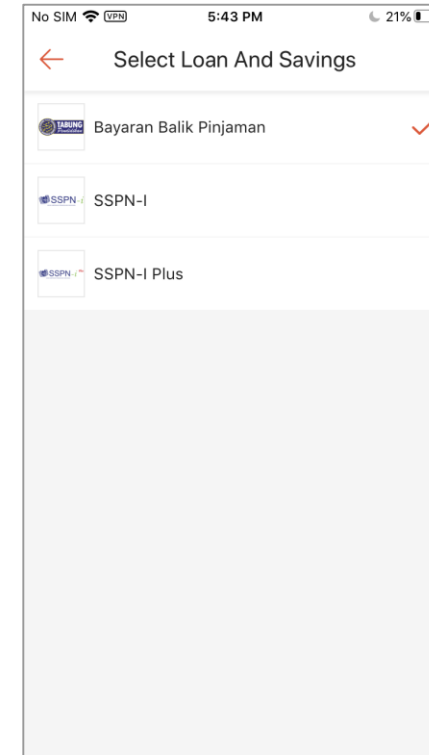 No SIM VPN 5:43 PM 21%
Select Loan And Savings
TABUNG
Bayaran Balik Pinjaman
SSPN-i
SSPN-I
SSPN-i
SSPN-I Plus